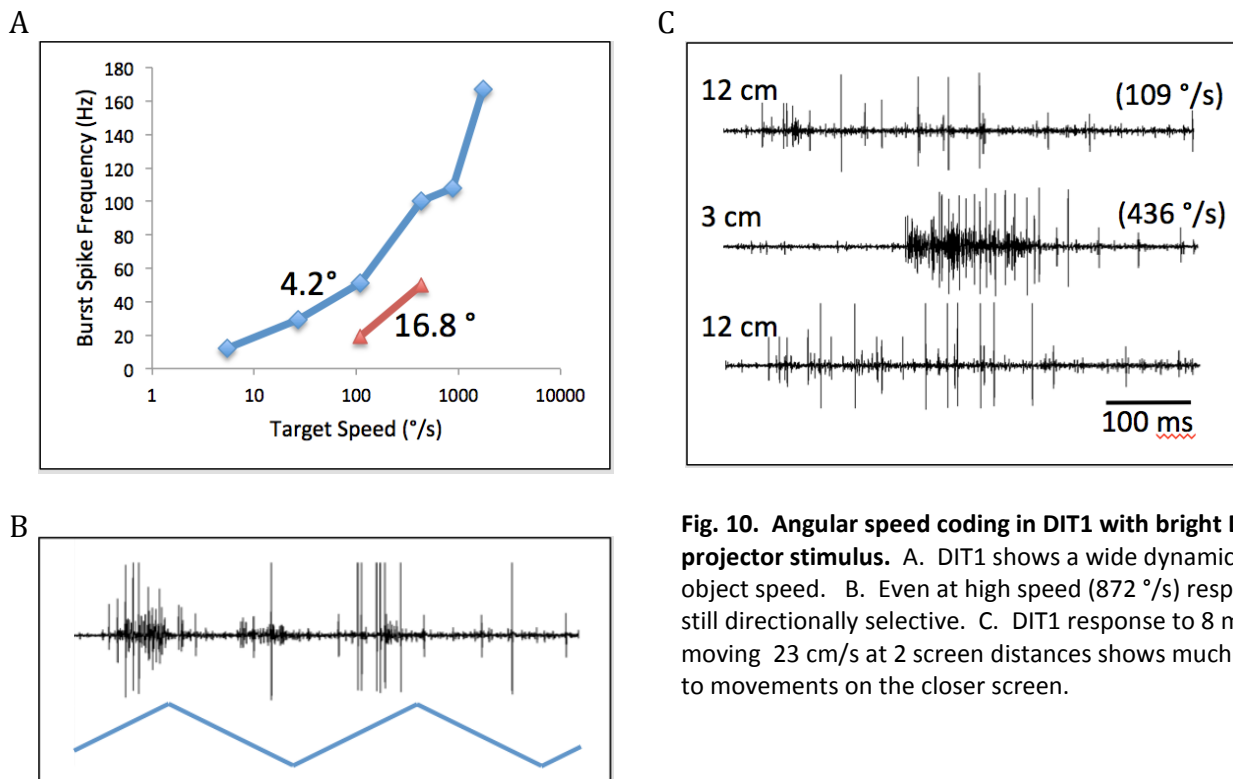 A
180
160
140
120
100
80
60
40
20
0
Burst Spike Frequency (Hz)
4.2°
16.8 °
1 10 100 1000 10000
Target Speed (°/s)
B
C
12 cm (109 °/s)
3 cm (436 °/s)
12 cm
100 ms
Fig. 10. Angular speed coding in DIT1 with bright
projector stimulus. A. DIT1 shows a wide dynamic
object speed. B. Even at high speed (872 °/s)
still directionally selective. C. DIT1 response to 8
moving 23 cm/s at 2 screen distances shows much
to movements on the closer screen.